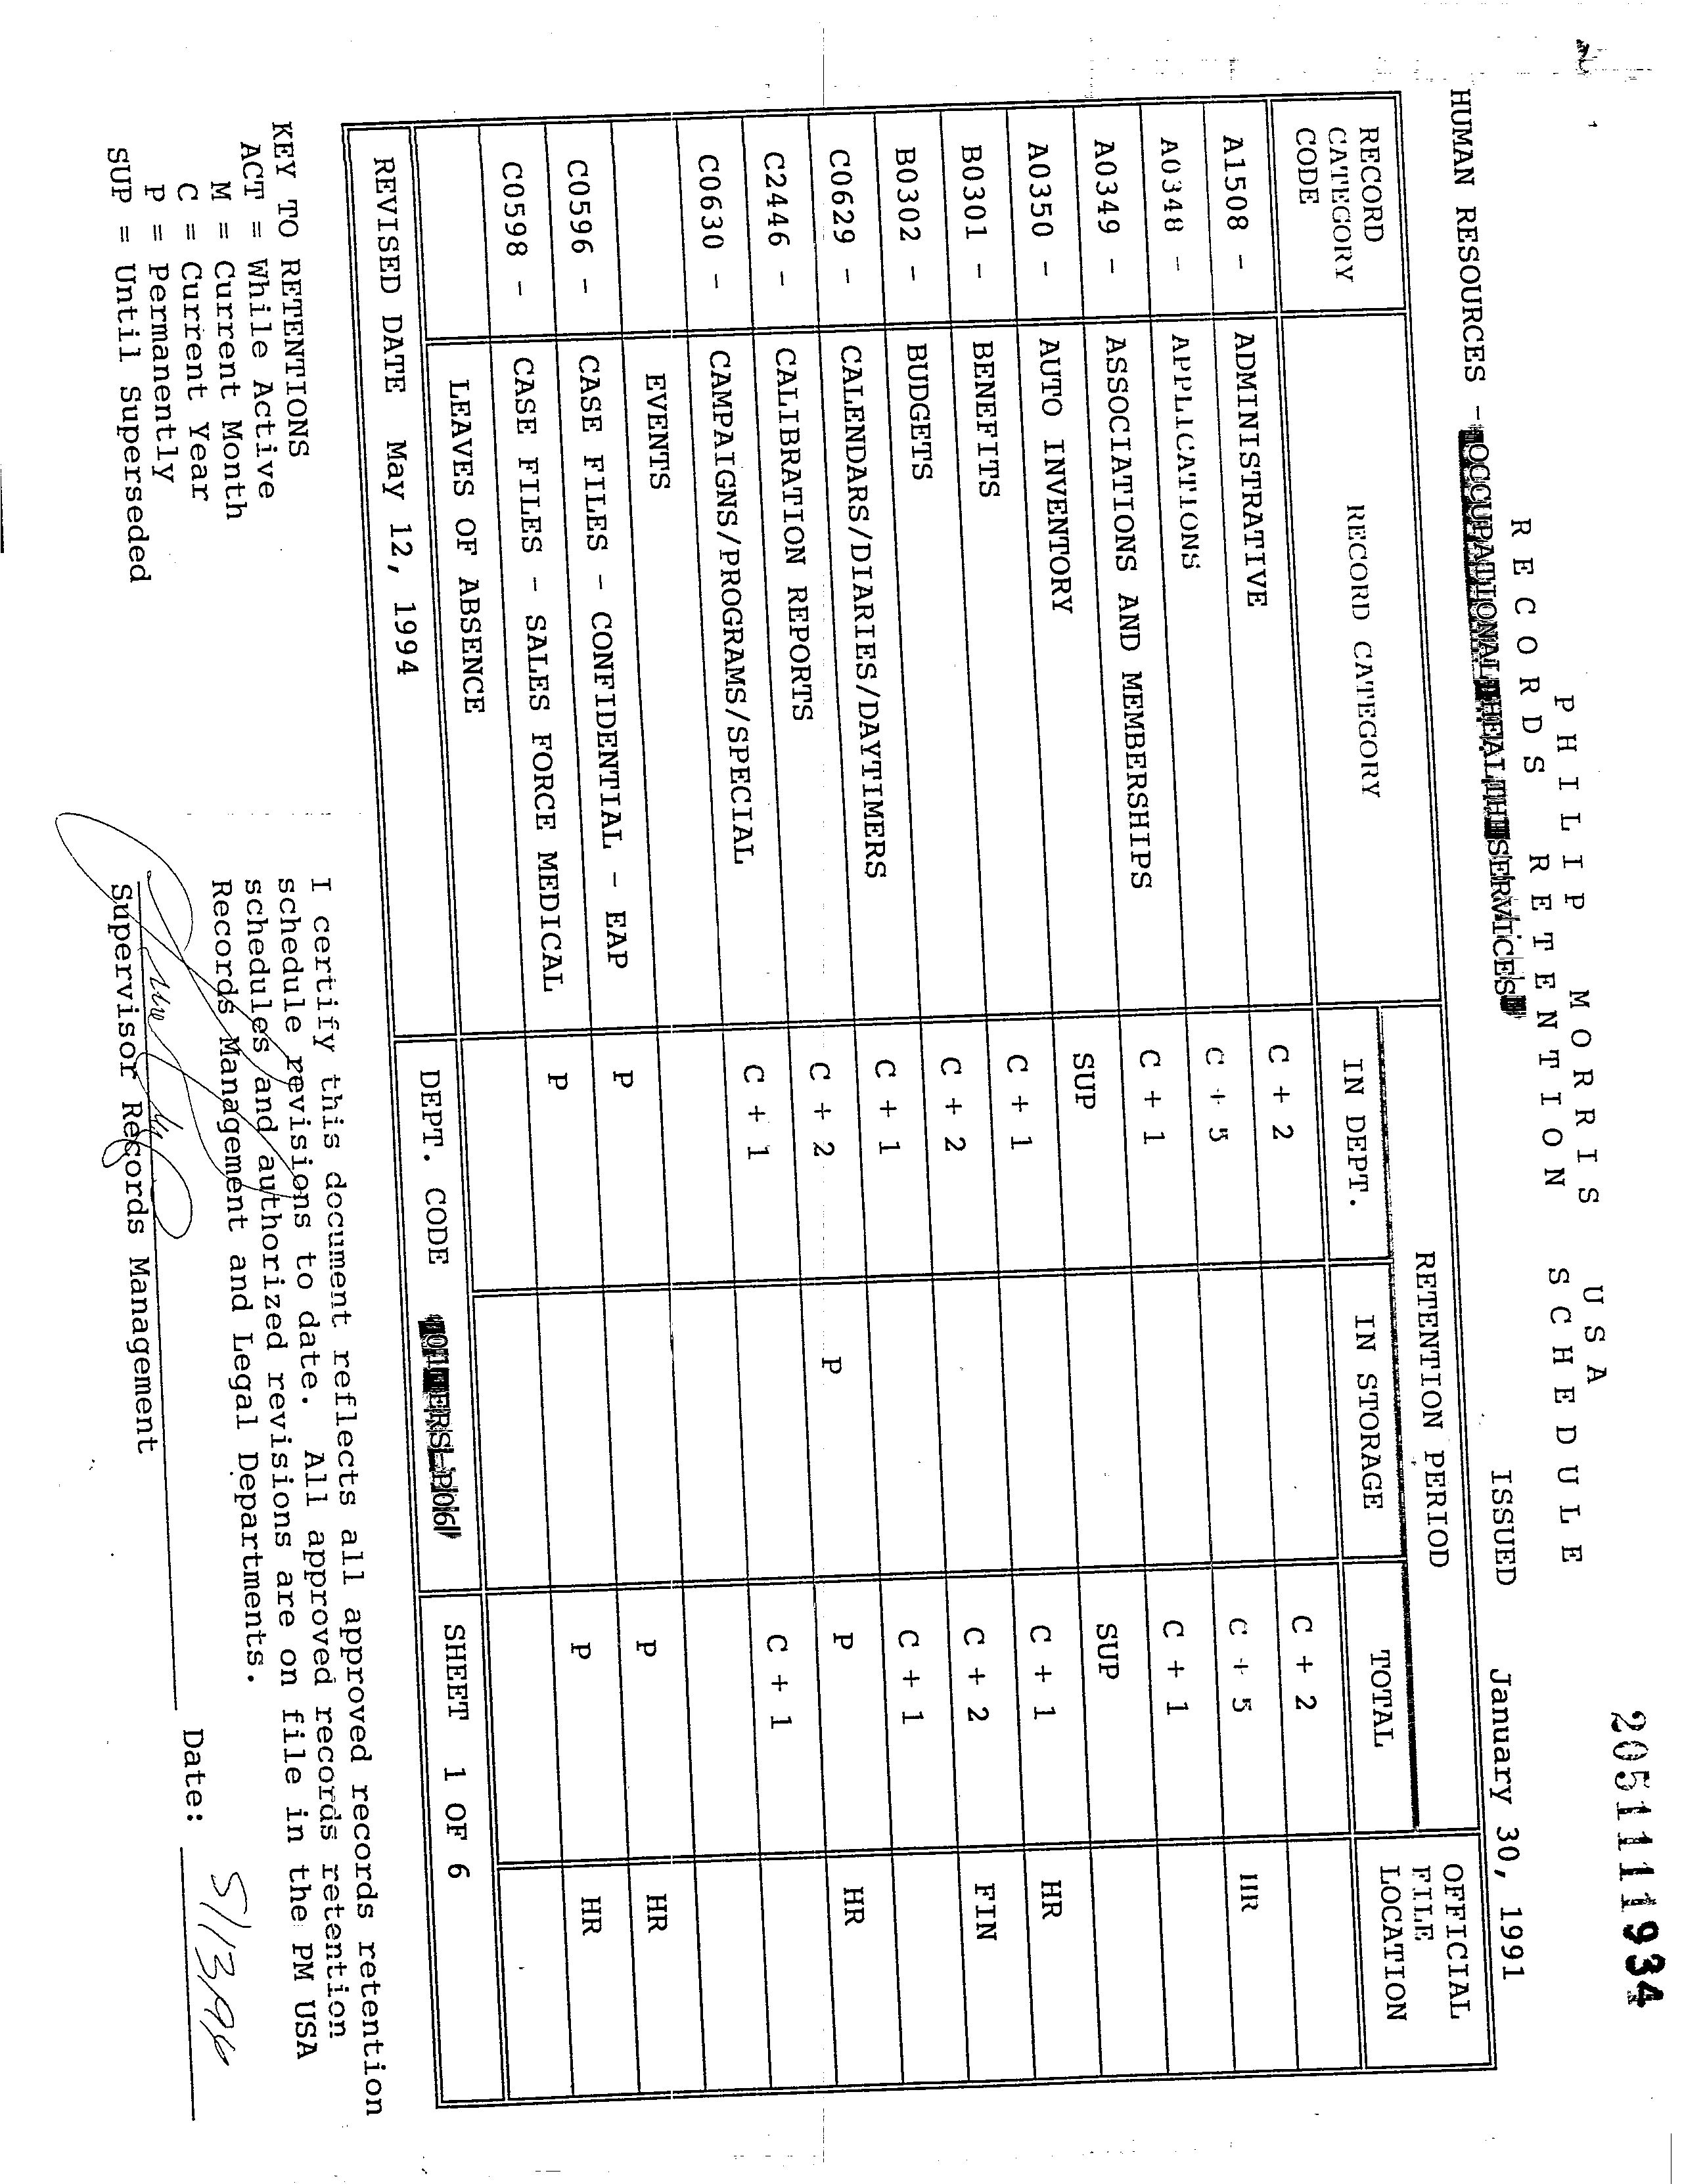 2051111934
PHILIP MORRIS USA
RECORDS RETENTION SCHEDULE
ISSUED January 30, 1991
HUMAN RESOURCES - OCCUPATIONAL HEALTH SERVICES
RECORD CATEGORY CODE RECORD CATEGORY RETENTION PERIOD OFFICIAL FILE LOCATION
IN DEPT. IN STORAGE TOTAL
A1508 - ADMINISTRATIVE C + 2 C + 2
A0348 - APPLICATIONS C + 5 C + 5 HR
A0349 - ASSOCIATIONS AND MEMBERSHIPS C + 1 C + 1
A0350 - AUTO INVENTORY SUP SUP
B0301 - BENEFITS C + 1 C + 1 HR
B0302 - BUDGETS C + 2 C + 2 FIN
C0629 - CALENDARS/DIARIES/DAYTIMERS C + 1 C + 1
C2446 - CALIBRATION REPORTS C + 2 P P HR
C0630 - CAMPAIGNS/PROGRAMS/SPECIAL C + 1 C + 1
EVENTS
C0596 - CASE FILES - CONFIDENTIAL - EAP P P HR
C0598 - CASE FILES - SALES FORCE MEDICAL P P HR
LEAVES OF ABSENCE
REVISED DATE May 12, 1994 DEPT. CODE SHEET 1 OF 6
KEY TO RETENTIONS
ACT = While Active
M = Current Month
C = Current Year
P = Permanently
SUP = Until Superseded
I certify this document reflects all approved records retention
schedule revisions to date. All approved records retention
schedules and authorized revisions are on file in the PM USA
Records Management and Legal Departments.
Date: 5/13/94
Supervisor Records Management